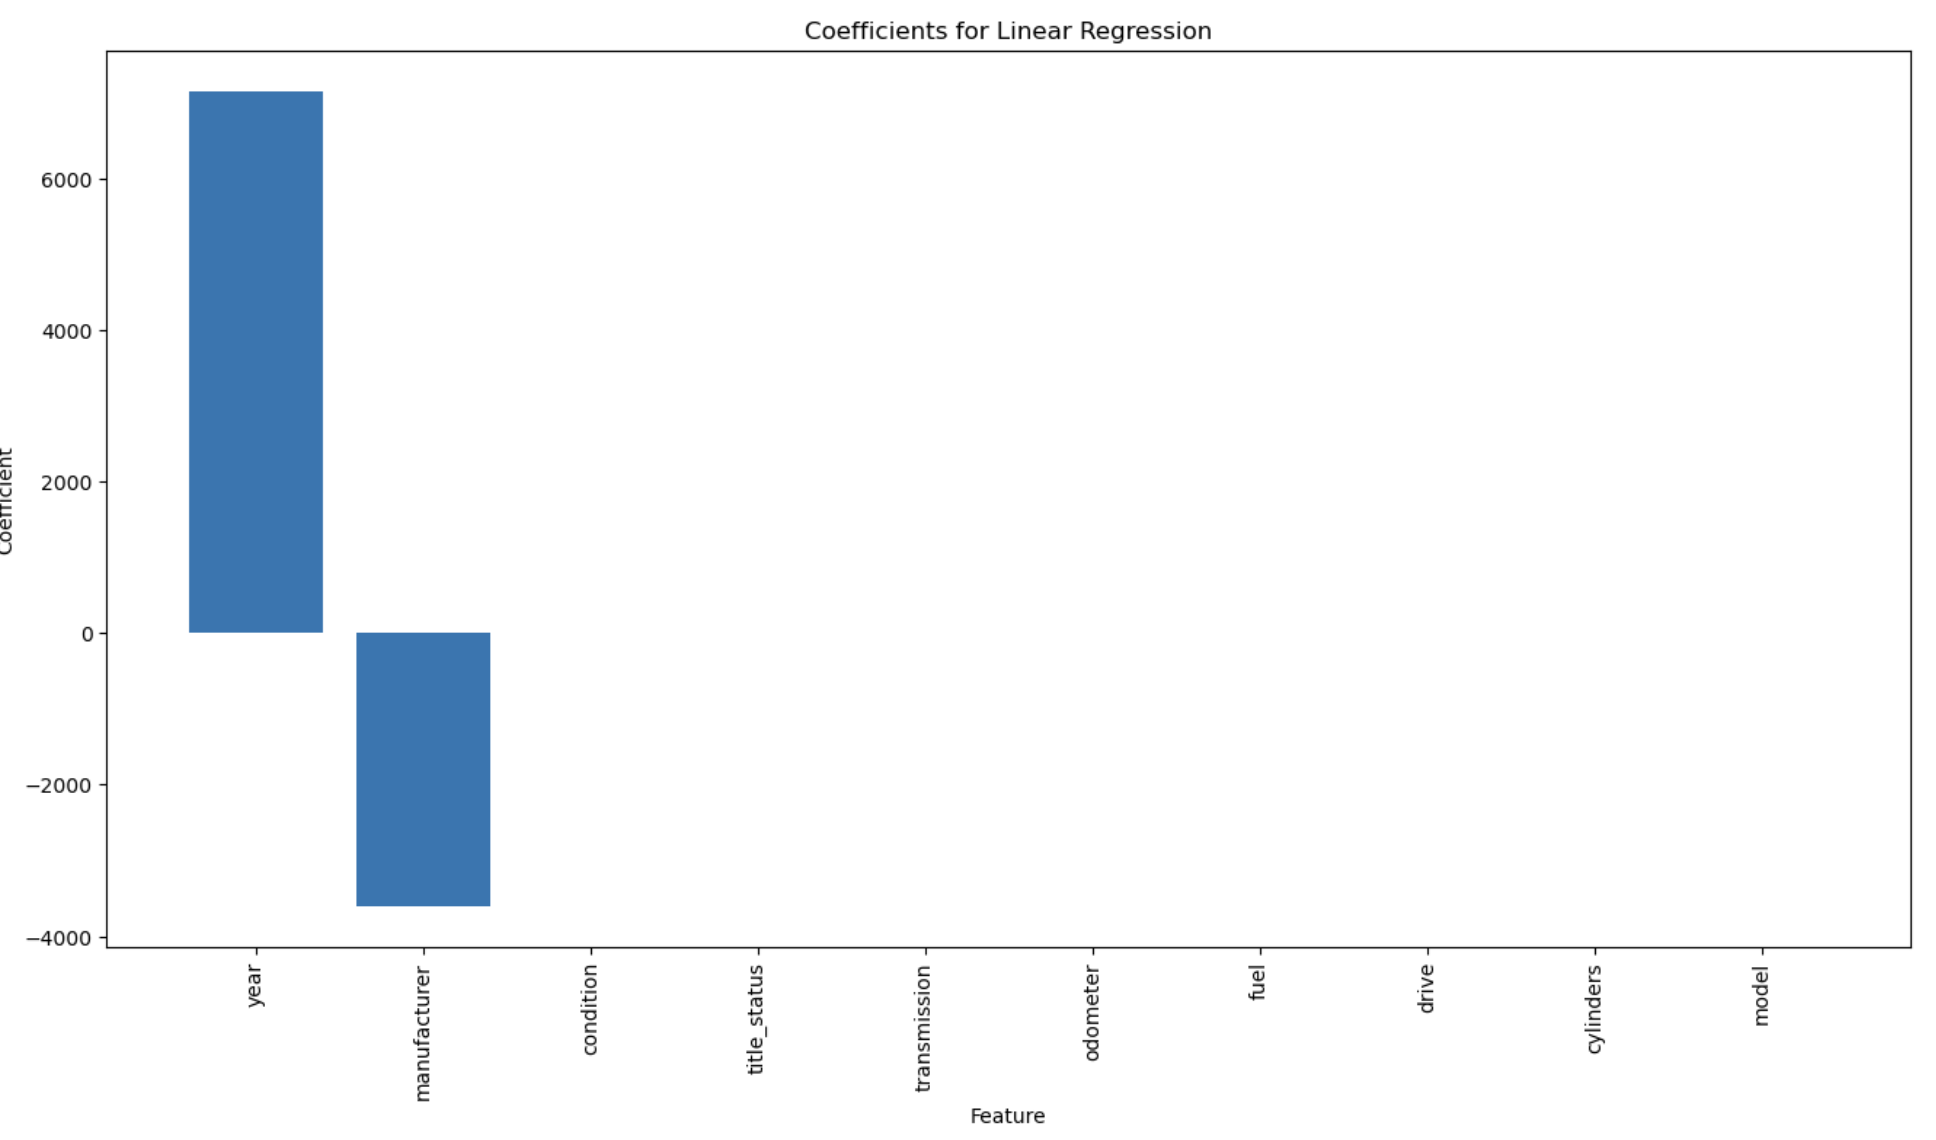 Coefficients for Linear Regression
6000
4000
2000
0
−2000
−4000
Coefficient
year
manufacturer
condition
title_status
transmission
odometer
fuel
drive
cylinders
model
Feature